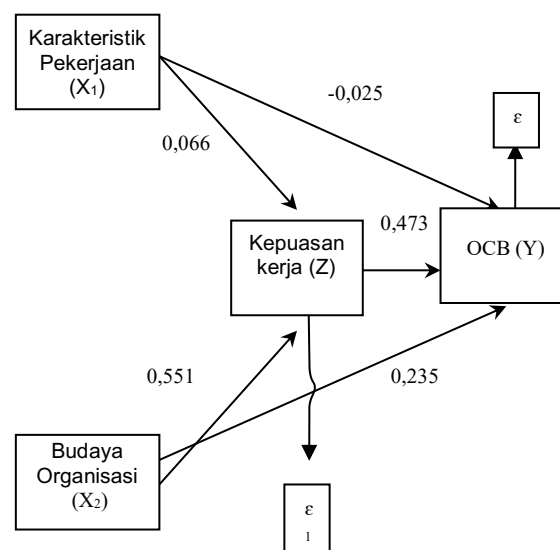 Karakteristik
Pekerjaan
(X₁)
-0,025
ε
0,066
Kepuasan
kerja (Z)
0,473
OCB (Y)
0,551
0,235
Budaya
Organisasi
(X₂)
ε
1